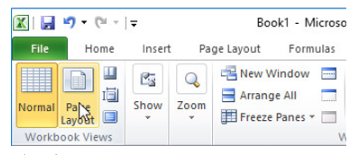 Book1 - Microso
File Home Insert Page Layout Formulas
Normal Page Layout Show Zoom New Window
Arrange All
Freeze Panes
Workbook Views W